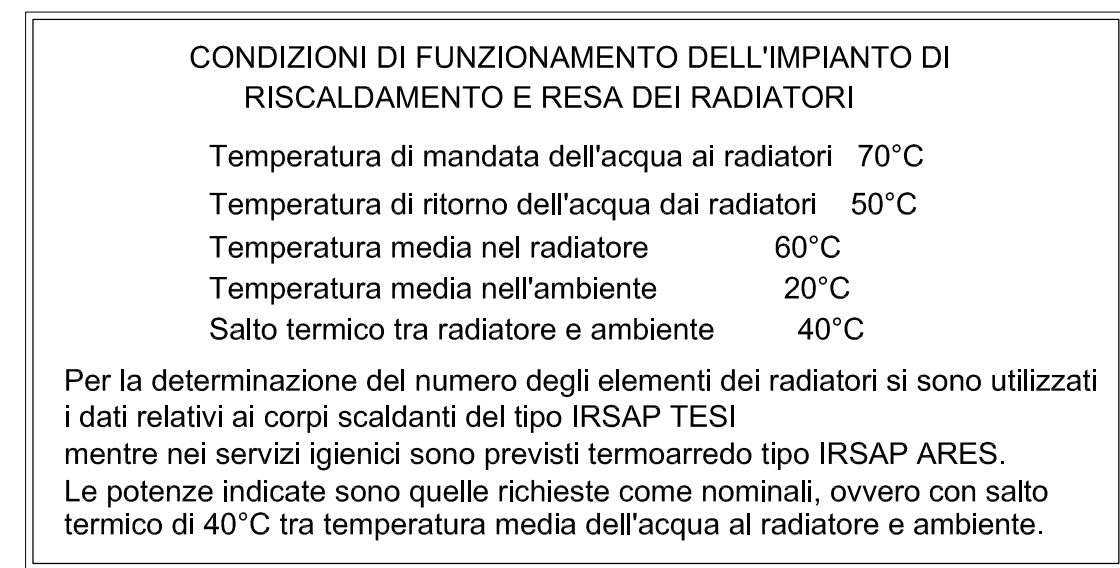 CONDIZIONI DI FUNZIONAMENTO DELL'IMPIANTO DI
RISCALDAMENTO E RESA DEI RADIATORI
Temperatura di mandata dell'acqua ai radiatori 70°C
Temperatura di ritorno dell'acqua dai radiatori 50°C
Temperatura media nel radiatore 60°C
Temperatura media nell'ambiente 20°C
Salto termico tra radiatore e ambiente 40°C
Per la determinazione del numero degli elementi dei radiatori si sono utilizzati
i dati relativi ai corpi scaldanti del tipo IRSAP TESI
mentre nei servizi igienici sono previsti termoarredo tipo IRSAP ARES.
Le potenze indicate sono quelle richieste come nominali, ovvero con salto
termico di 40°C tra temperatura media dell'acqua al radiatore e ambiente.